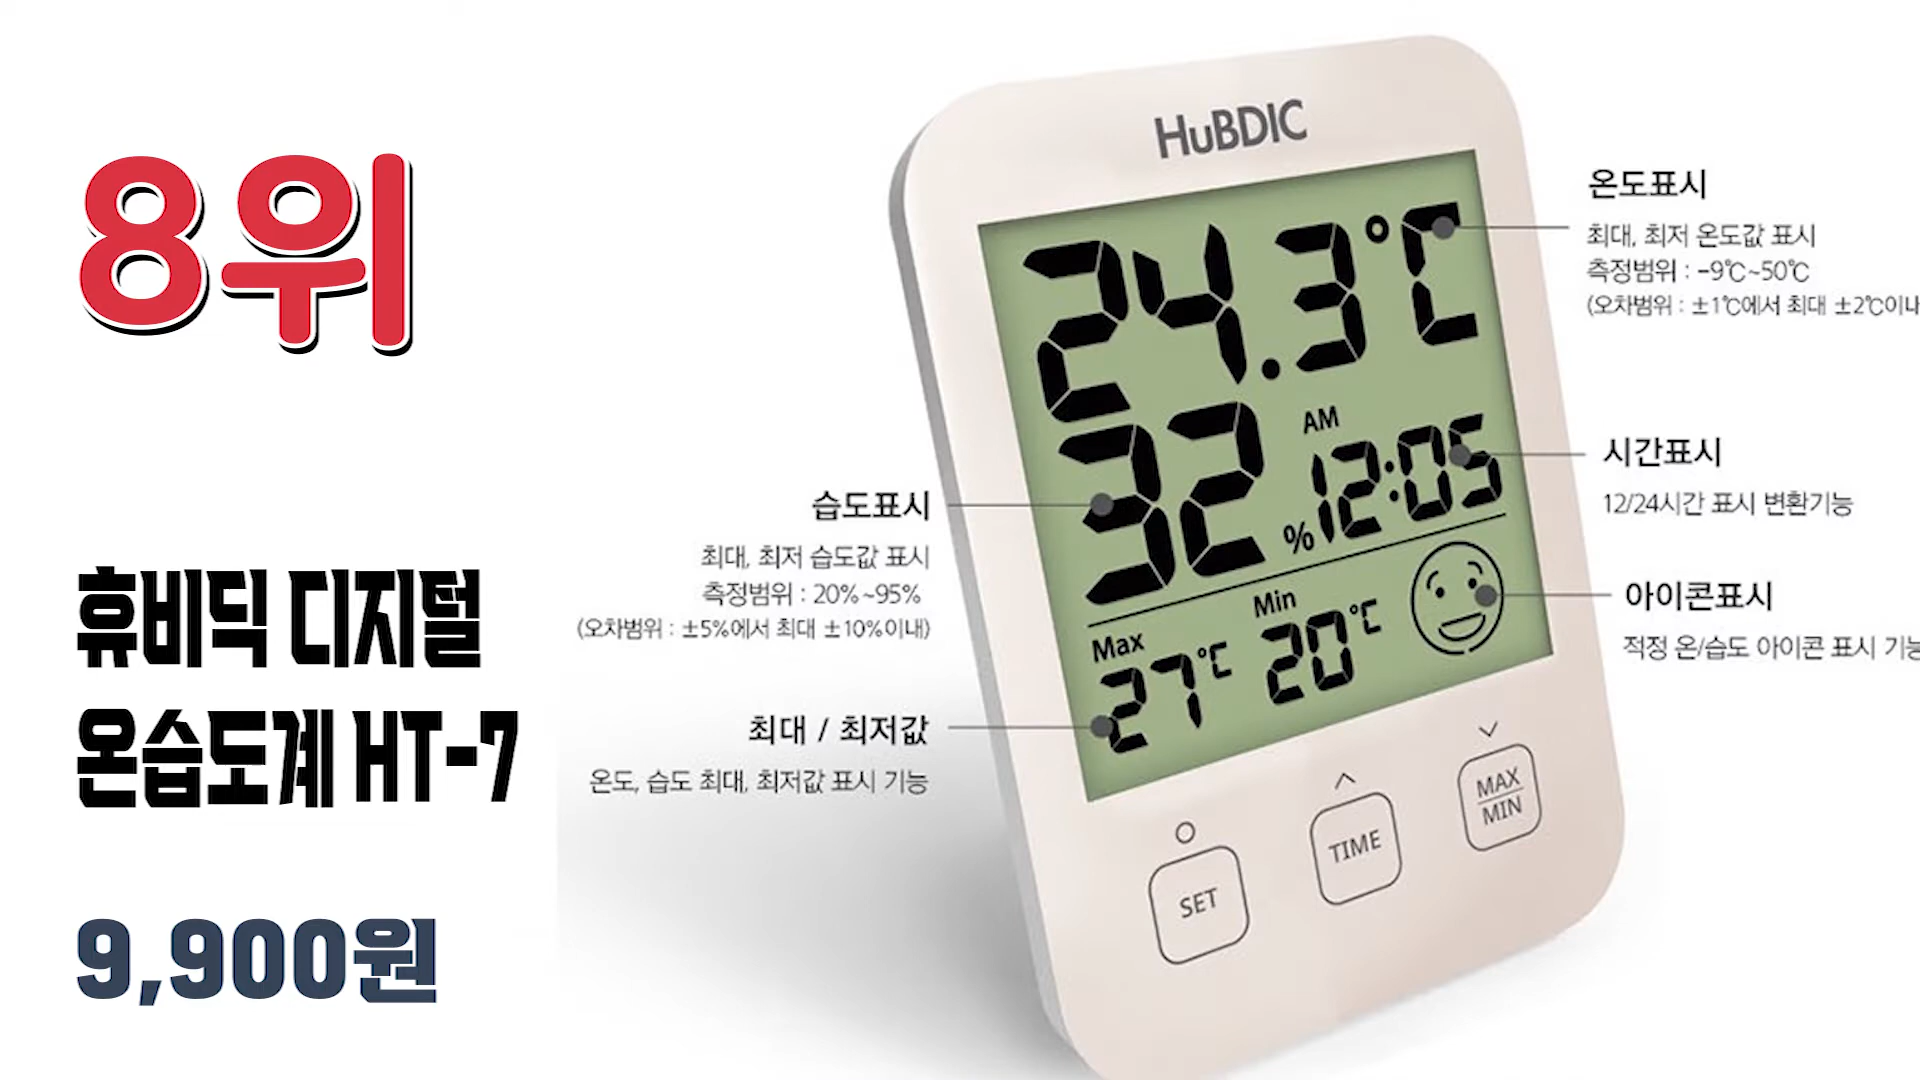 8위
휴비딕 디지털
온습도계 HT-7
9,900원
습도표시
최대, 최저 습도값 표시
측정범위 : 20%~95%
(오차범위 : ±5%에서 최대 ±10%이내)
최대 / 최저값
온도, 습도 최대, 최저값 표시 기능
HuBDIC
24.3℃
32%
AM
12:05
Max
27℃
Min
20℃
SET
TIME
MAX
MIN
온도표시
최대, 최저 온도값 표시
측정범위 : -9℃~50℃
(오차범위 : ±1℃에서 최대 ±2℃이내
시간표시
12/24시간 표시 변환기능
아이콘표시
적정 온/습도 아이콘 표시 기능